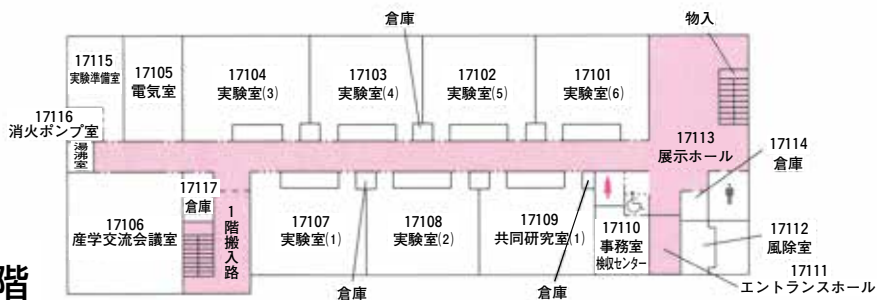 倉庫
物入
17115
実験準備室
17105
電気室
17104
実験室(3)
17103
実験室(4)
17102
実験室(5)
17101
実験室(6)
17116
消火ポンプ室
湯沸室
17113
展示ホール
17114
倉庫
17117
倉庫
17106
産学交流会議室
1階搬入路
17107
実験室(1)
17108
実験室(2)
17109
共同研究室(1)
17110
事務室
検収センター
17112
風除室
17111
エントランスホール
倉庫
倉庫
階